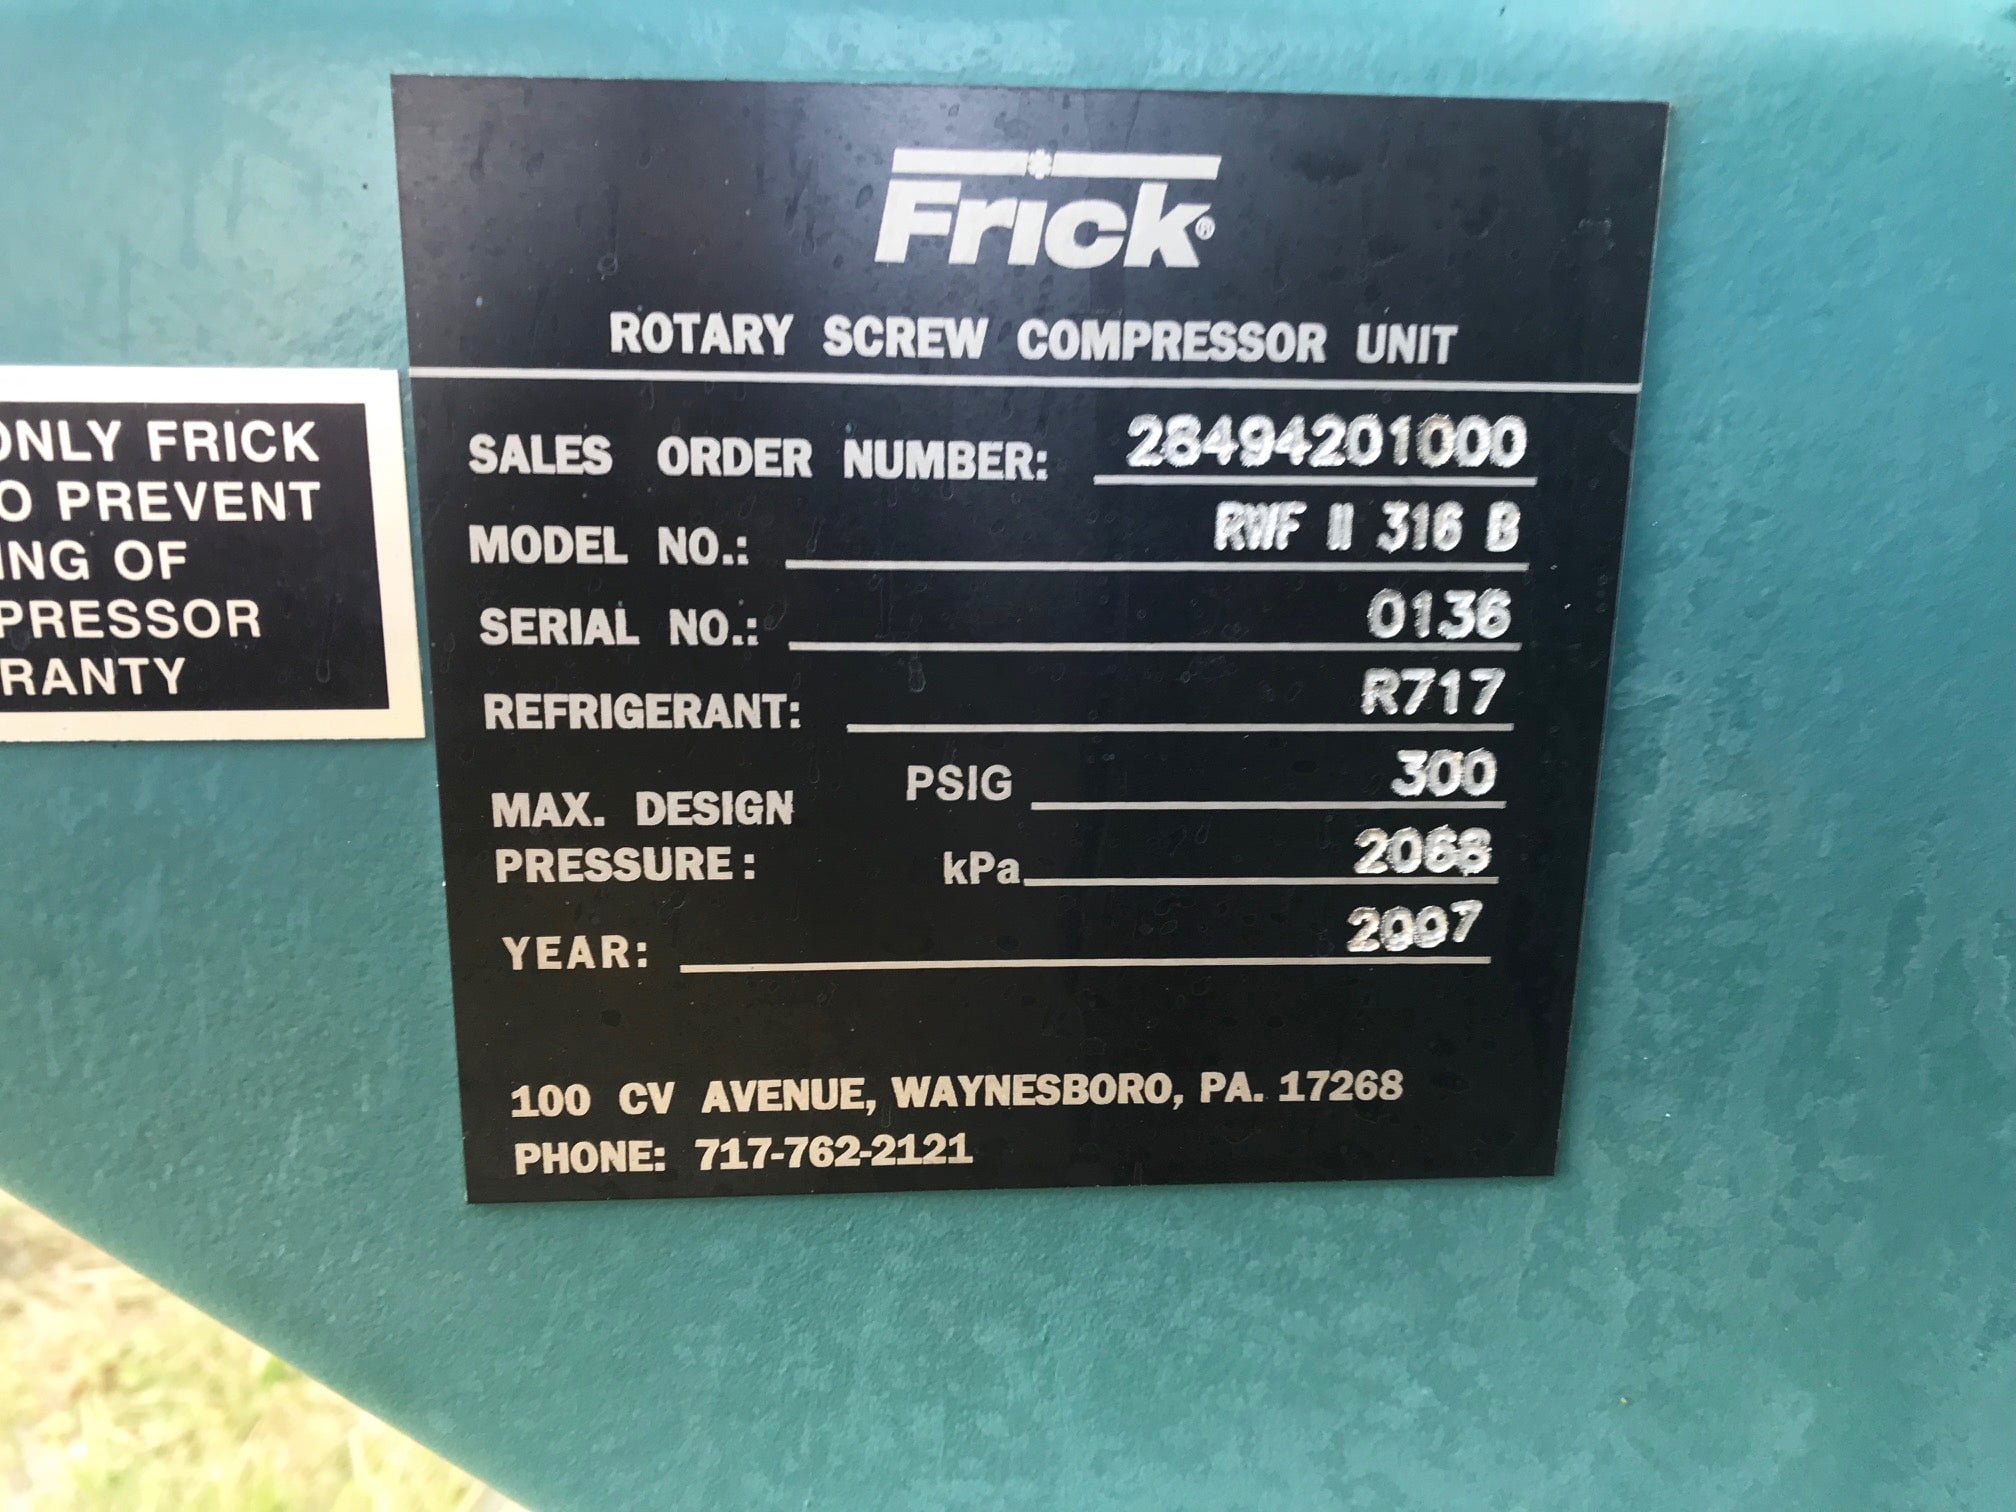 Frick®
ROTARY SCREW COMPRESSOR UNIT
SALES ORDER NUMBER: 28494201000
MODEL NO.: RWF II 316 B
SERIAL NO.: 0136
REFRIGERANT: R717
MAX. DESIGN PRESSURE: PSIG 300
kPa 2068
YEAR: 2007
100 CV AVENUE, WAYNESBORO, PA. 17268
PHONE: 717-762-2121
ONLY FRICK
O PREVENT
ING OF
PRESSOR
RANTY